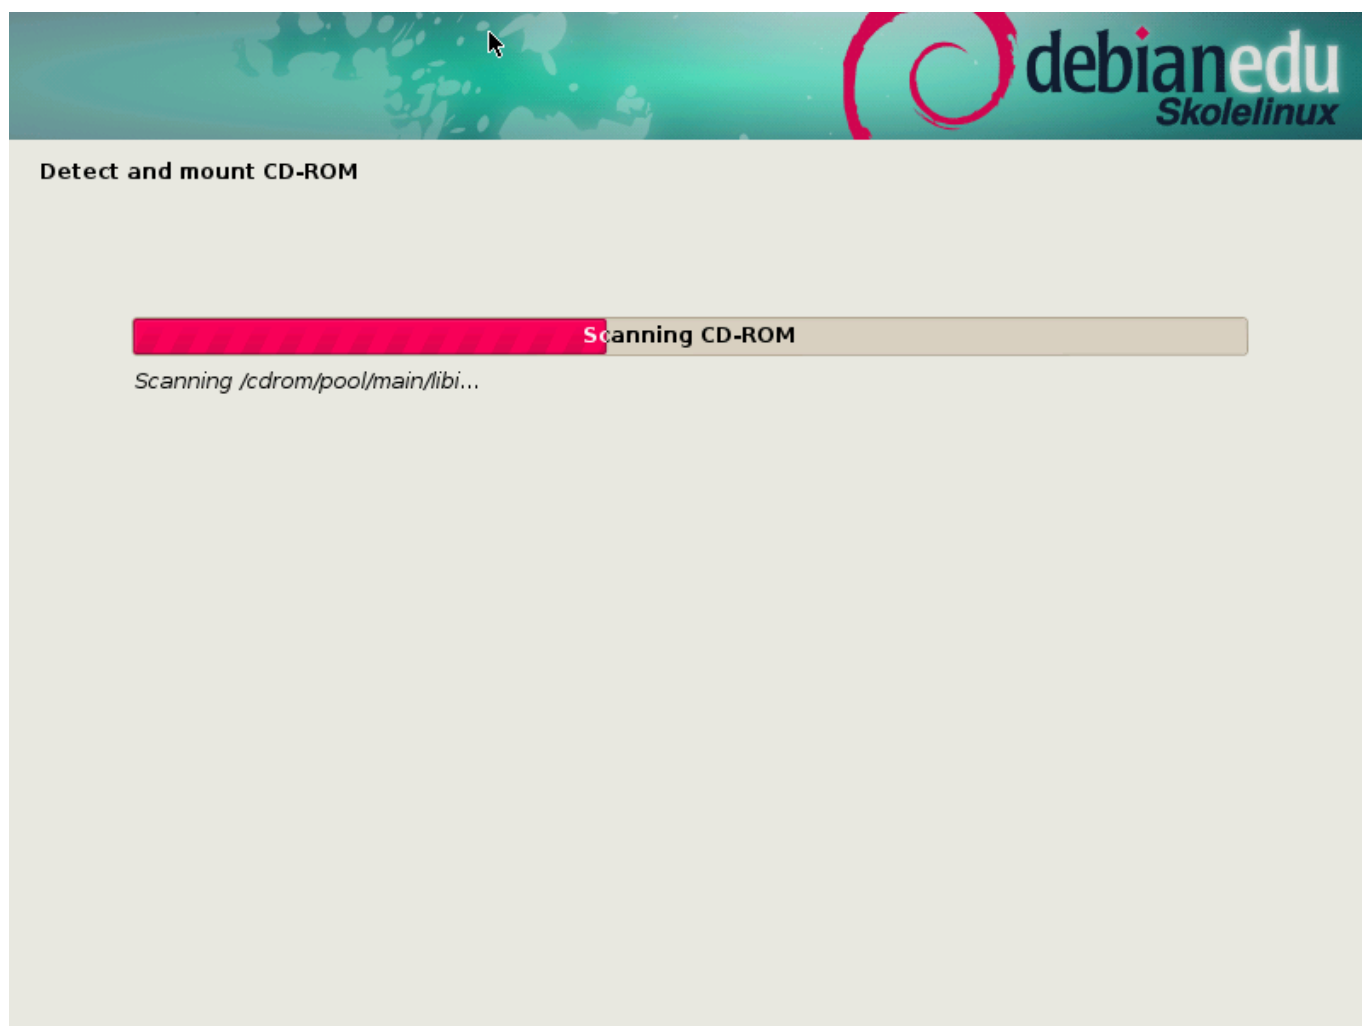 debianedu
Skolelinux
Detect and mount CD-ROM
Scanning CD-ROM
Scanning /cdrom/pool/main/libi...